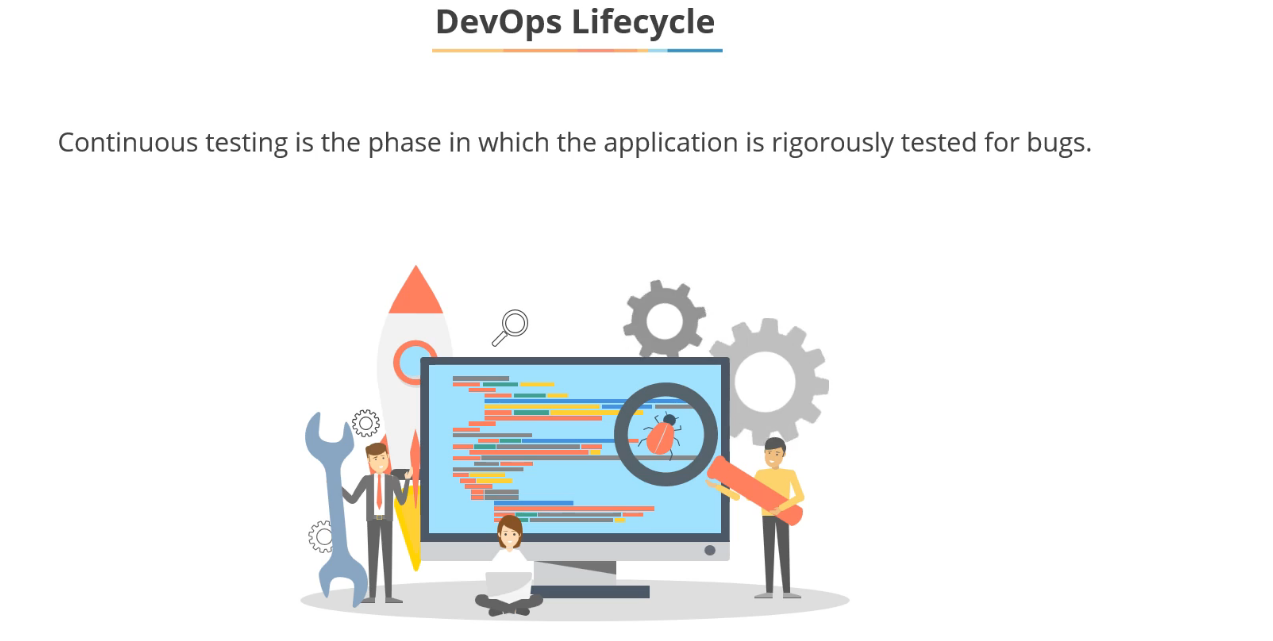 DevOps Lifecycle
Continuous testing is the phase in which the application is rigorously tested for bugs.